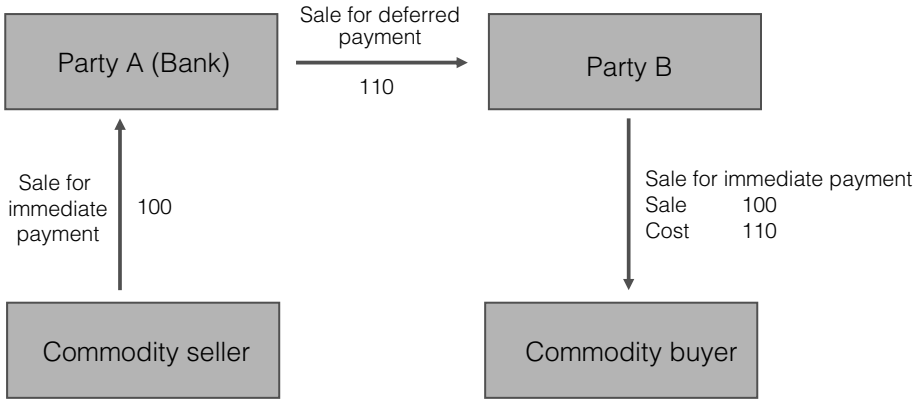 Party A (Bank)
Sale for deferred
payment
110
Party B
Sale for
immediate
payment
100
Sale for immediate payment
Sale 100
Cost 110
Commodity seller
Commodity buyer